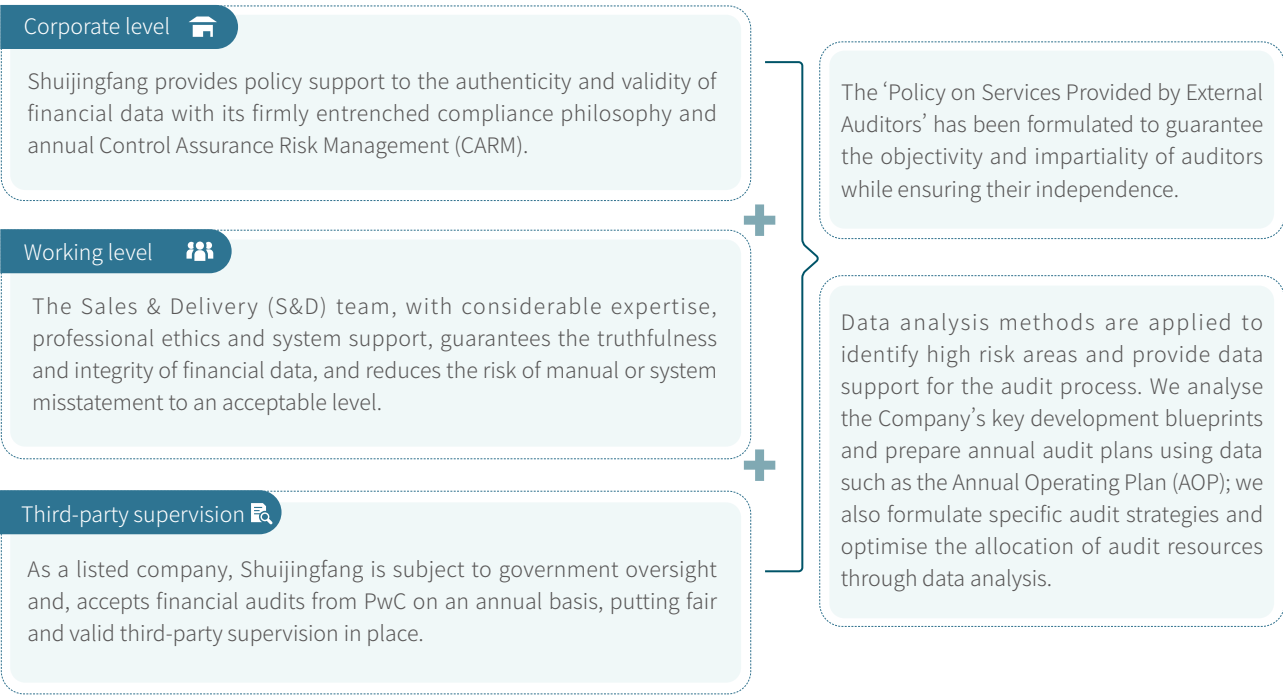 Corporate level
Shuijingfang provides policy support to the authenticity and validity of
financial data with its firmly entrenched compliance philosophy and
annual Control Assurance Risk Management (CARM).
Working level
The Sales & Delivery (S&D) team, with considerable expertise,
professional ethics and system support, guarantees the truthfulness
and integrity of financial data, and reduces the risk of manual or system
misstatement to an acceptable level.
Third-party supervision
As a listed company, Shuijingfang is subject to government oversight
and, accepts financial audits from PwC on an annual basis, putting fair
and valid third-party supervision in place.
The ‘Policy on Services Provided by External
Auditors’ has been formulated to guarantee
the objectivity and impartiality of auditors
while ensuring their independence.
Data analysis methods are applied to
identify high risk areas and provide data
support for the audit process. We analyse
the Company’s key development blueprints
and prepare annual audit plans using data
such as the Annual Operating Plan (AOP); we
also formulate specific audit strategies and
optimise the allocation of audit resources
through data analysis.